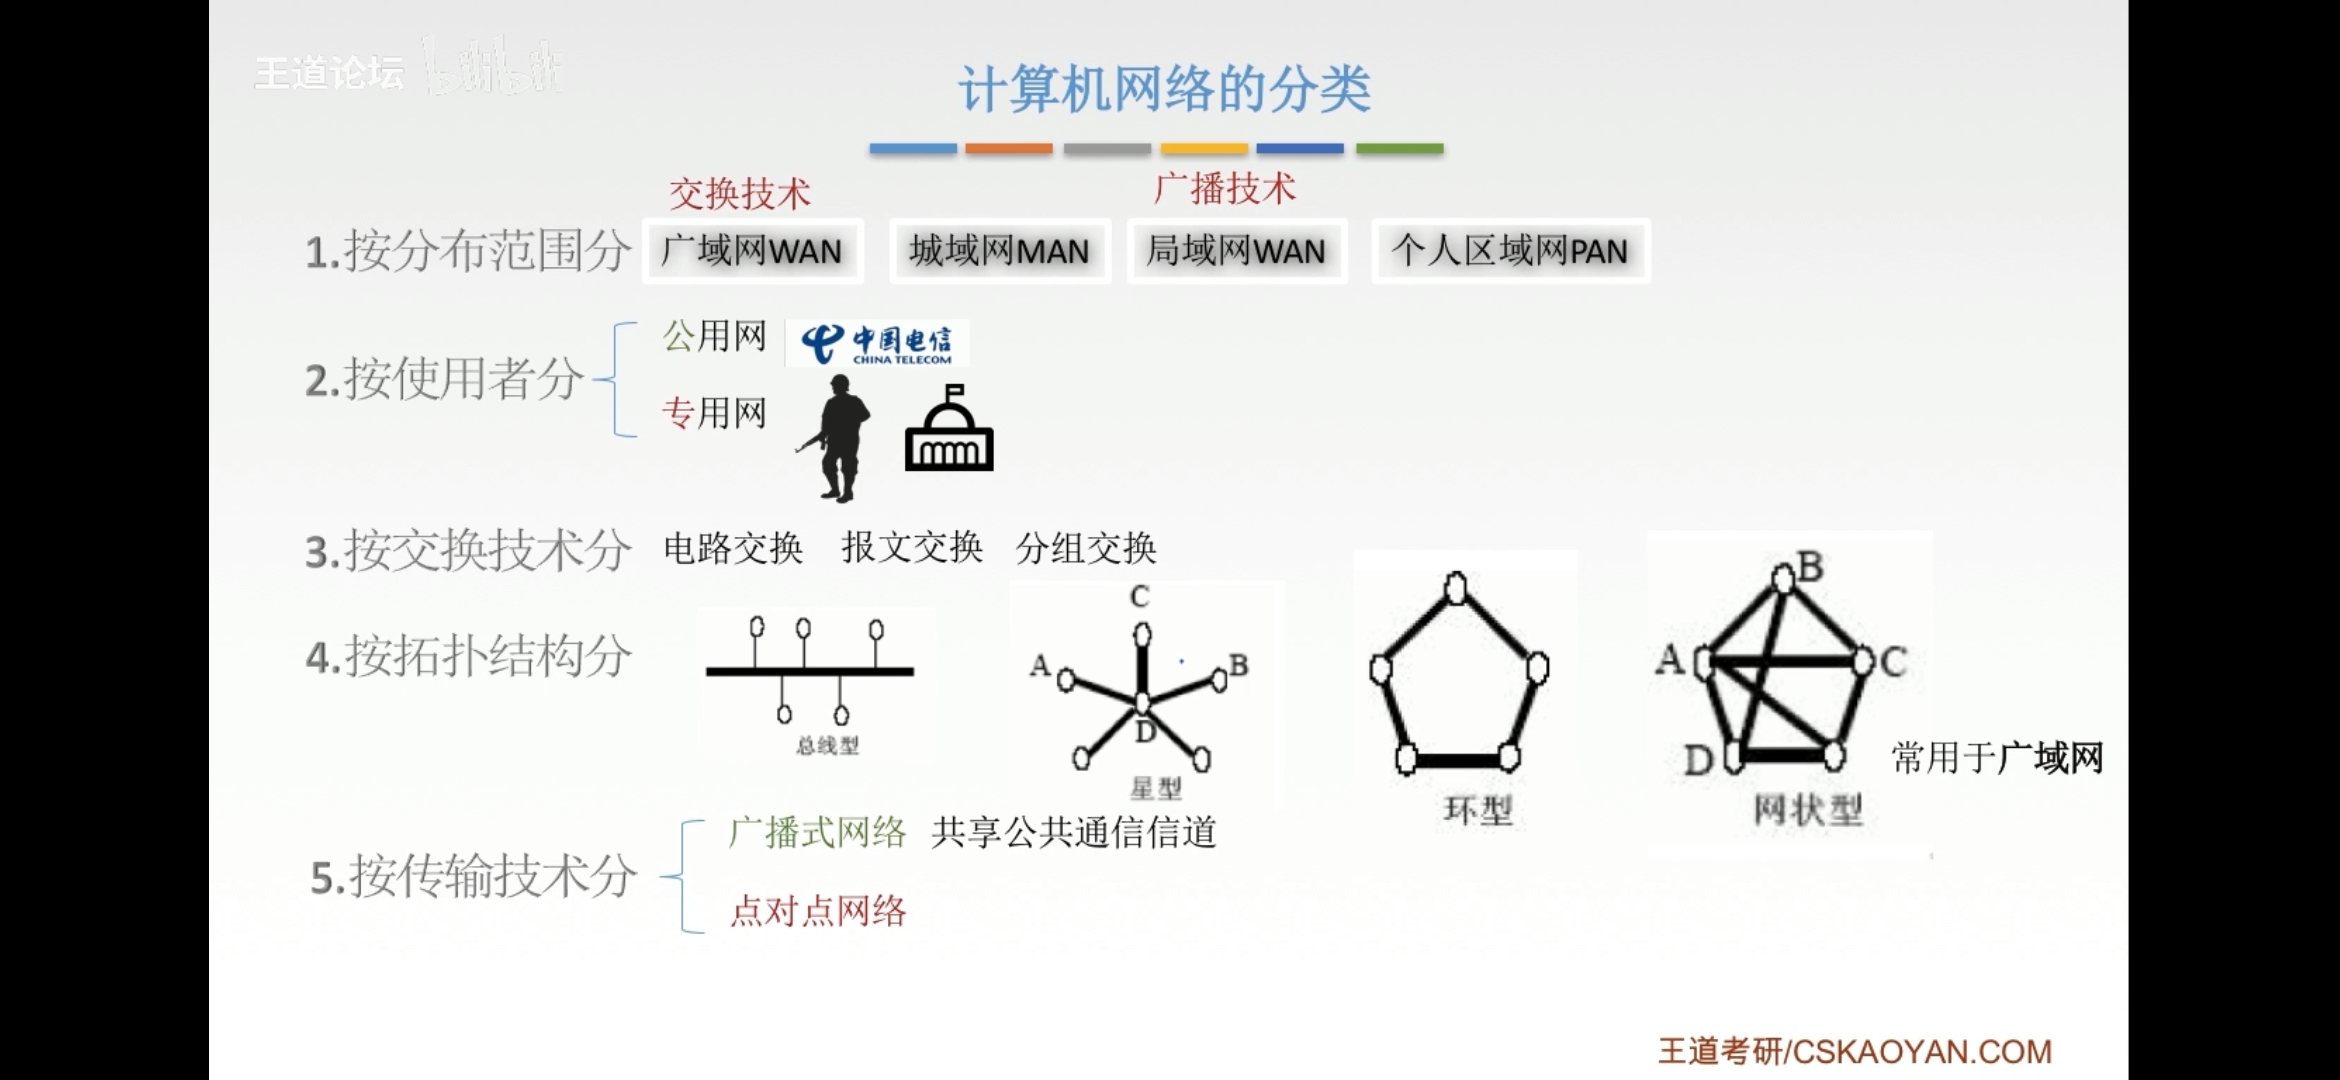 王道论坛 bilibili
计算机网络的分类
交换技术 广播技术
1.按分布范围分 广域网WAN 城域网MAN 局域网WAN 个人区域网PAN
2.按使用者分
公用网 中国电信
CHINA TELECOM
专用网
3.按交换技术分 电路交换 报文交换 分组交换
4.按拓扑结构分
总线型
C
A B
D
星型
环型
B
A C
D
网状型
常用于广域网
5.按传输技术分
广播式网络 共享公共通信信道
点对点网络
王道考研/CSKAOYAN.COM